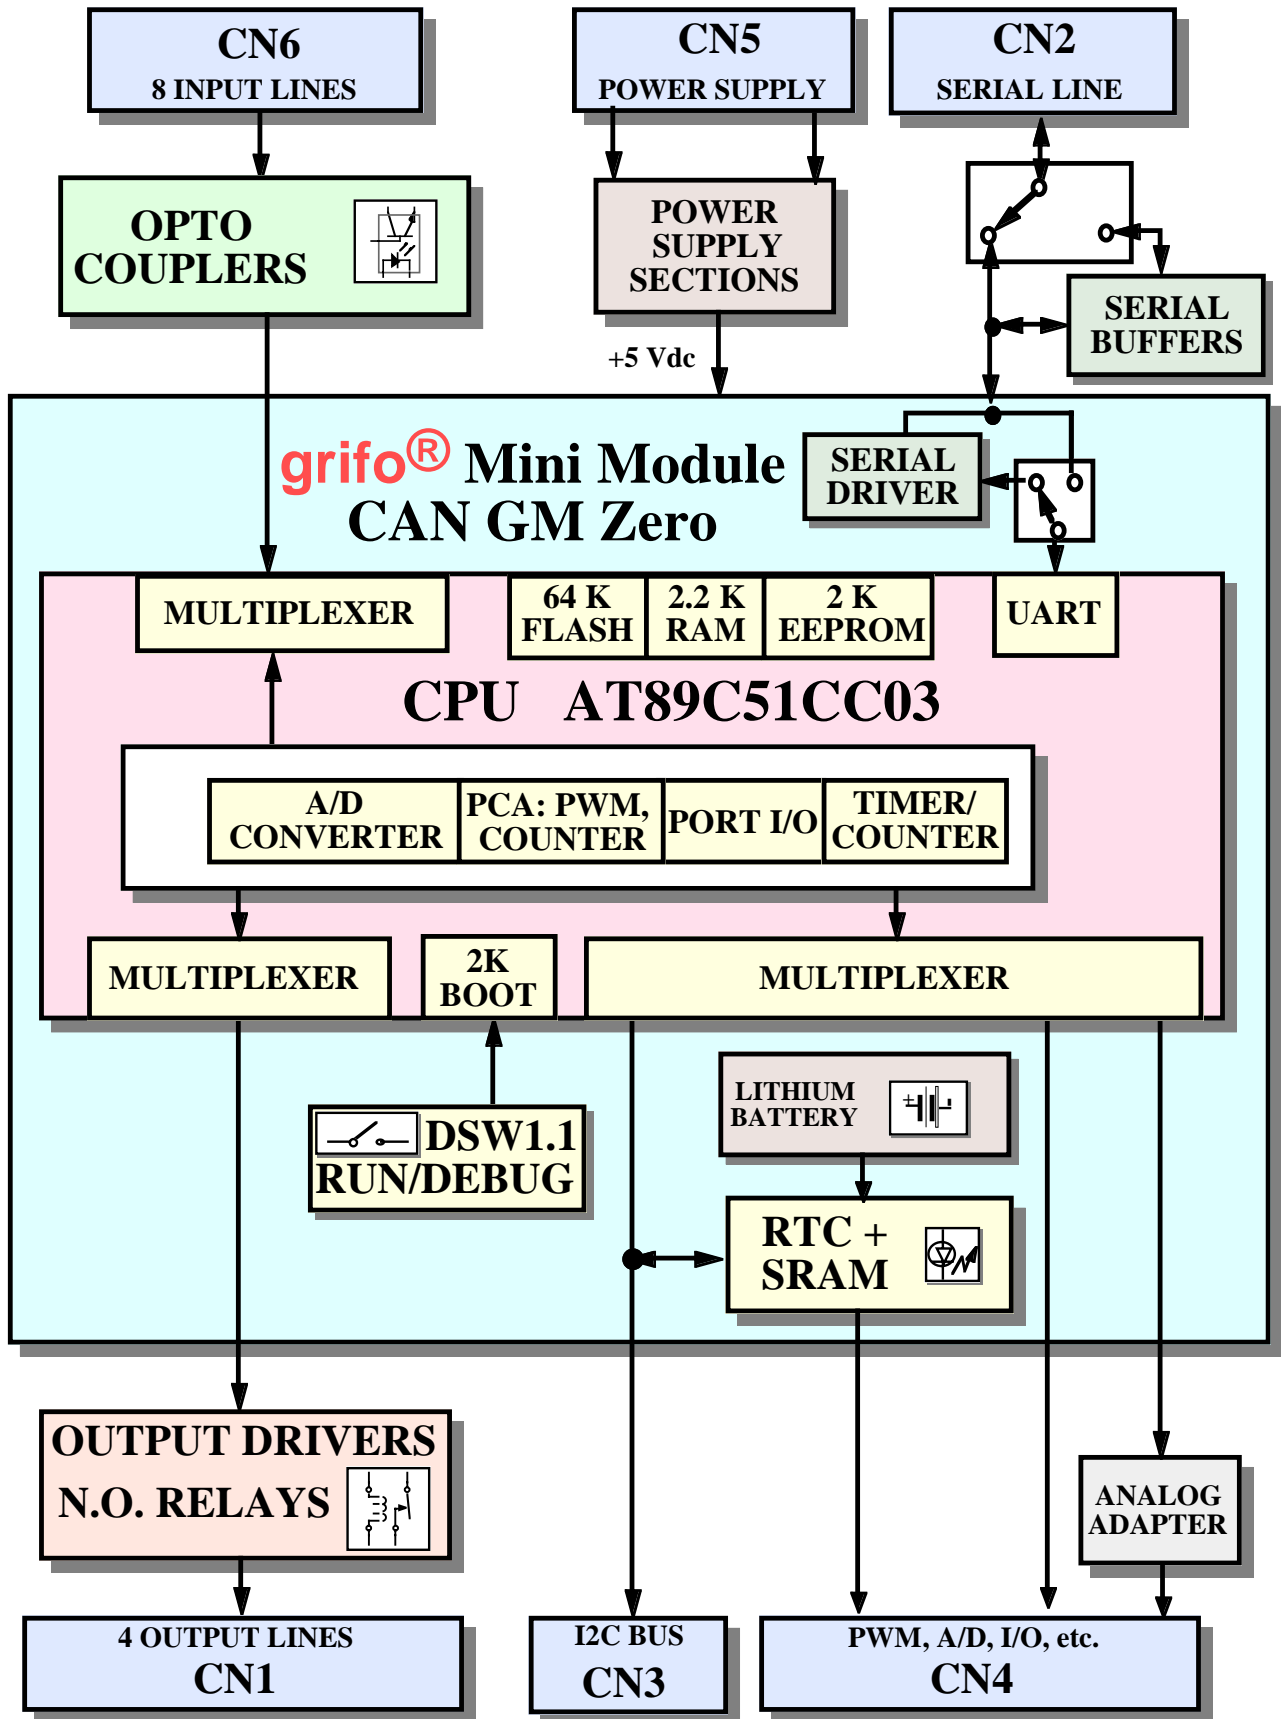 CN6
8 INPUT LINES
CN5
POWER SUPPLY
CN2
SERIAL LINE
OPTO
COUPLERS
POWER
SUPPLY
SECTIONS
SERIAL
BUFFERS
+5 Vdc
grifo® Mini Module
CAN GM Zero
SERIAL
DRIVER
MULTIPLEXER
64 K
FLASH
2.2 K
RAM
2 K
EEPROM
UART
CPU AT89C51CC03
A/D
CONVERTER
PCA: PWM,
COUNTER
PORT I/O
TIMER/
COUNTER
MULTIPLEXER
2K
BOOT
MULTIPLEXER
LITHIUM
BATTERY
+
DSW1.1
RUN/DEBUG
RTC +
SRAM
OUTPUT DRIVERS
N.O. RELAYS
ANALOG
ADAPTER
4 OUTPUT LINES
CN1
I2C BUS
CN3
PWM, A/D, I/O, etc.
CN4